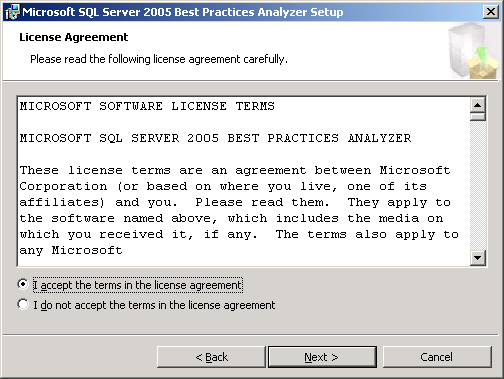 Microsoft SQL Server 2005 Best Practices Analyzer Setup
License Agreement
Please read the following license agreement carefully.
MICROSOFT SOFTWARE LICENSE TERMS
MICROSOFT SQL SERVER 2005 BEST PRACTICES ANALYZER
These license terms are an agreement between Microsoft
Corporation (or based on where you live, one of its
affiliates) and you.  Please read them.  They apply to
the software named above, which includes the media on
which you received it, if any.  The terms also apply to
any Microsoft
I accept the terms in the license agreement
I do not accept the terms in the license agreement
< Back
Next >
Cancel